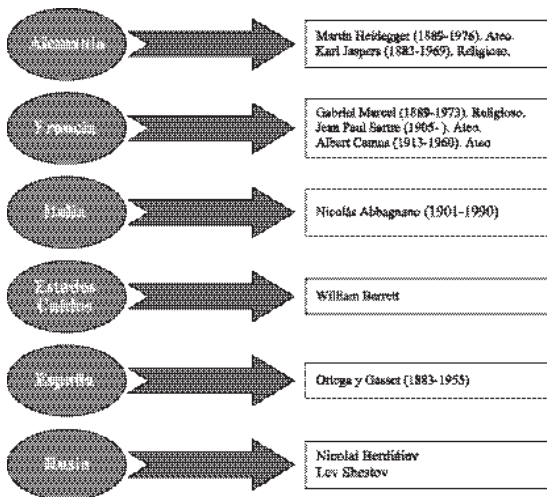 Alemania
Martin Heidegger (1889-1976). Ateo.
Karl Jaspers (1883-1969). Religioso.
Francia
Gabriel Marcel (1889-1973). Religioso.
Jean Paul Sartre (1905- ). Ateo.
Albert Camus (1913-1960). Ateo
Italia
Nicolás Abbagnano (1901-1990)
Estados
Unidos
William Barrett
España
Ortega y Gasset (1883-1955)
Rusia
Nicolai
Lev Shestov